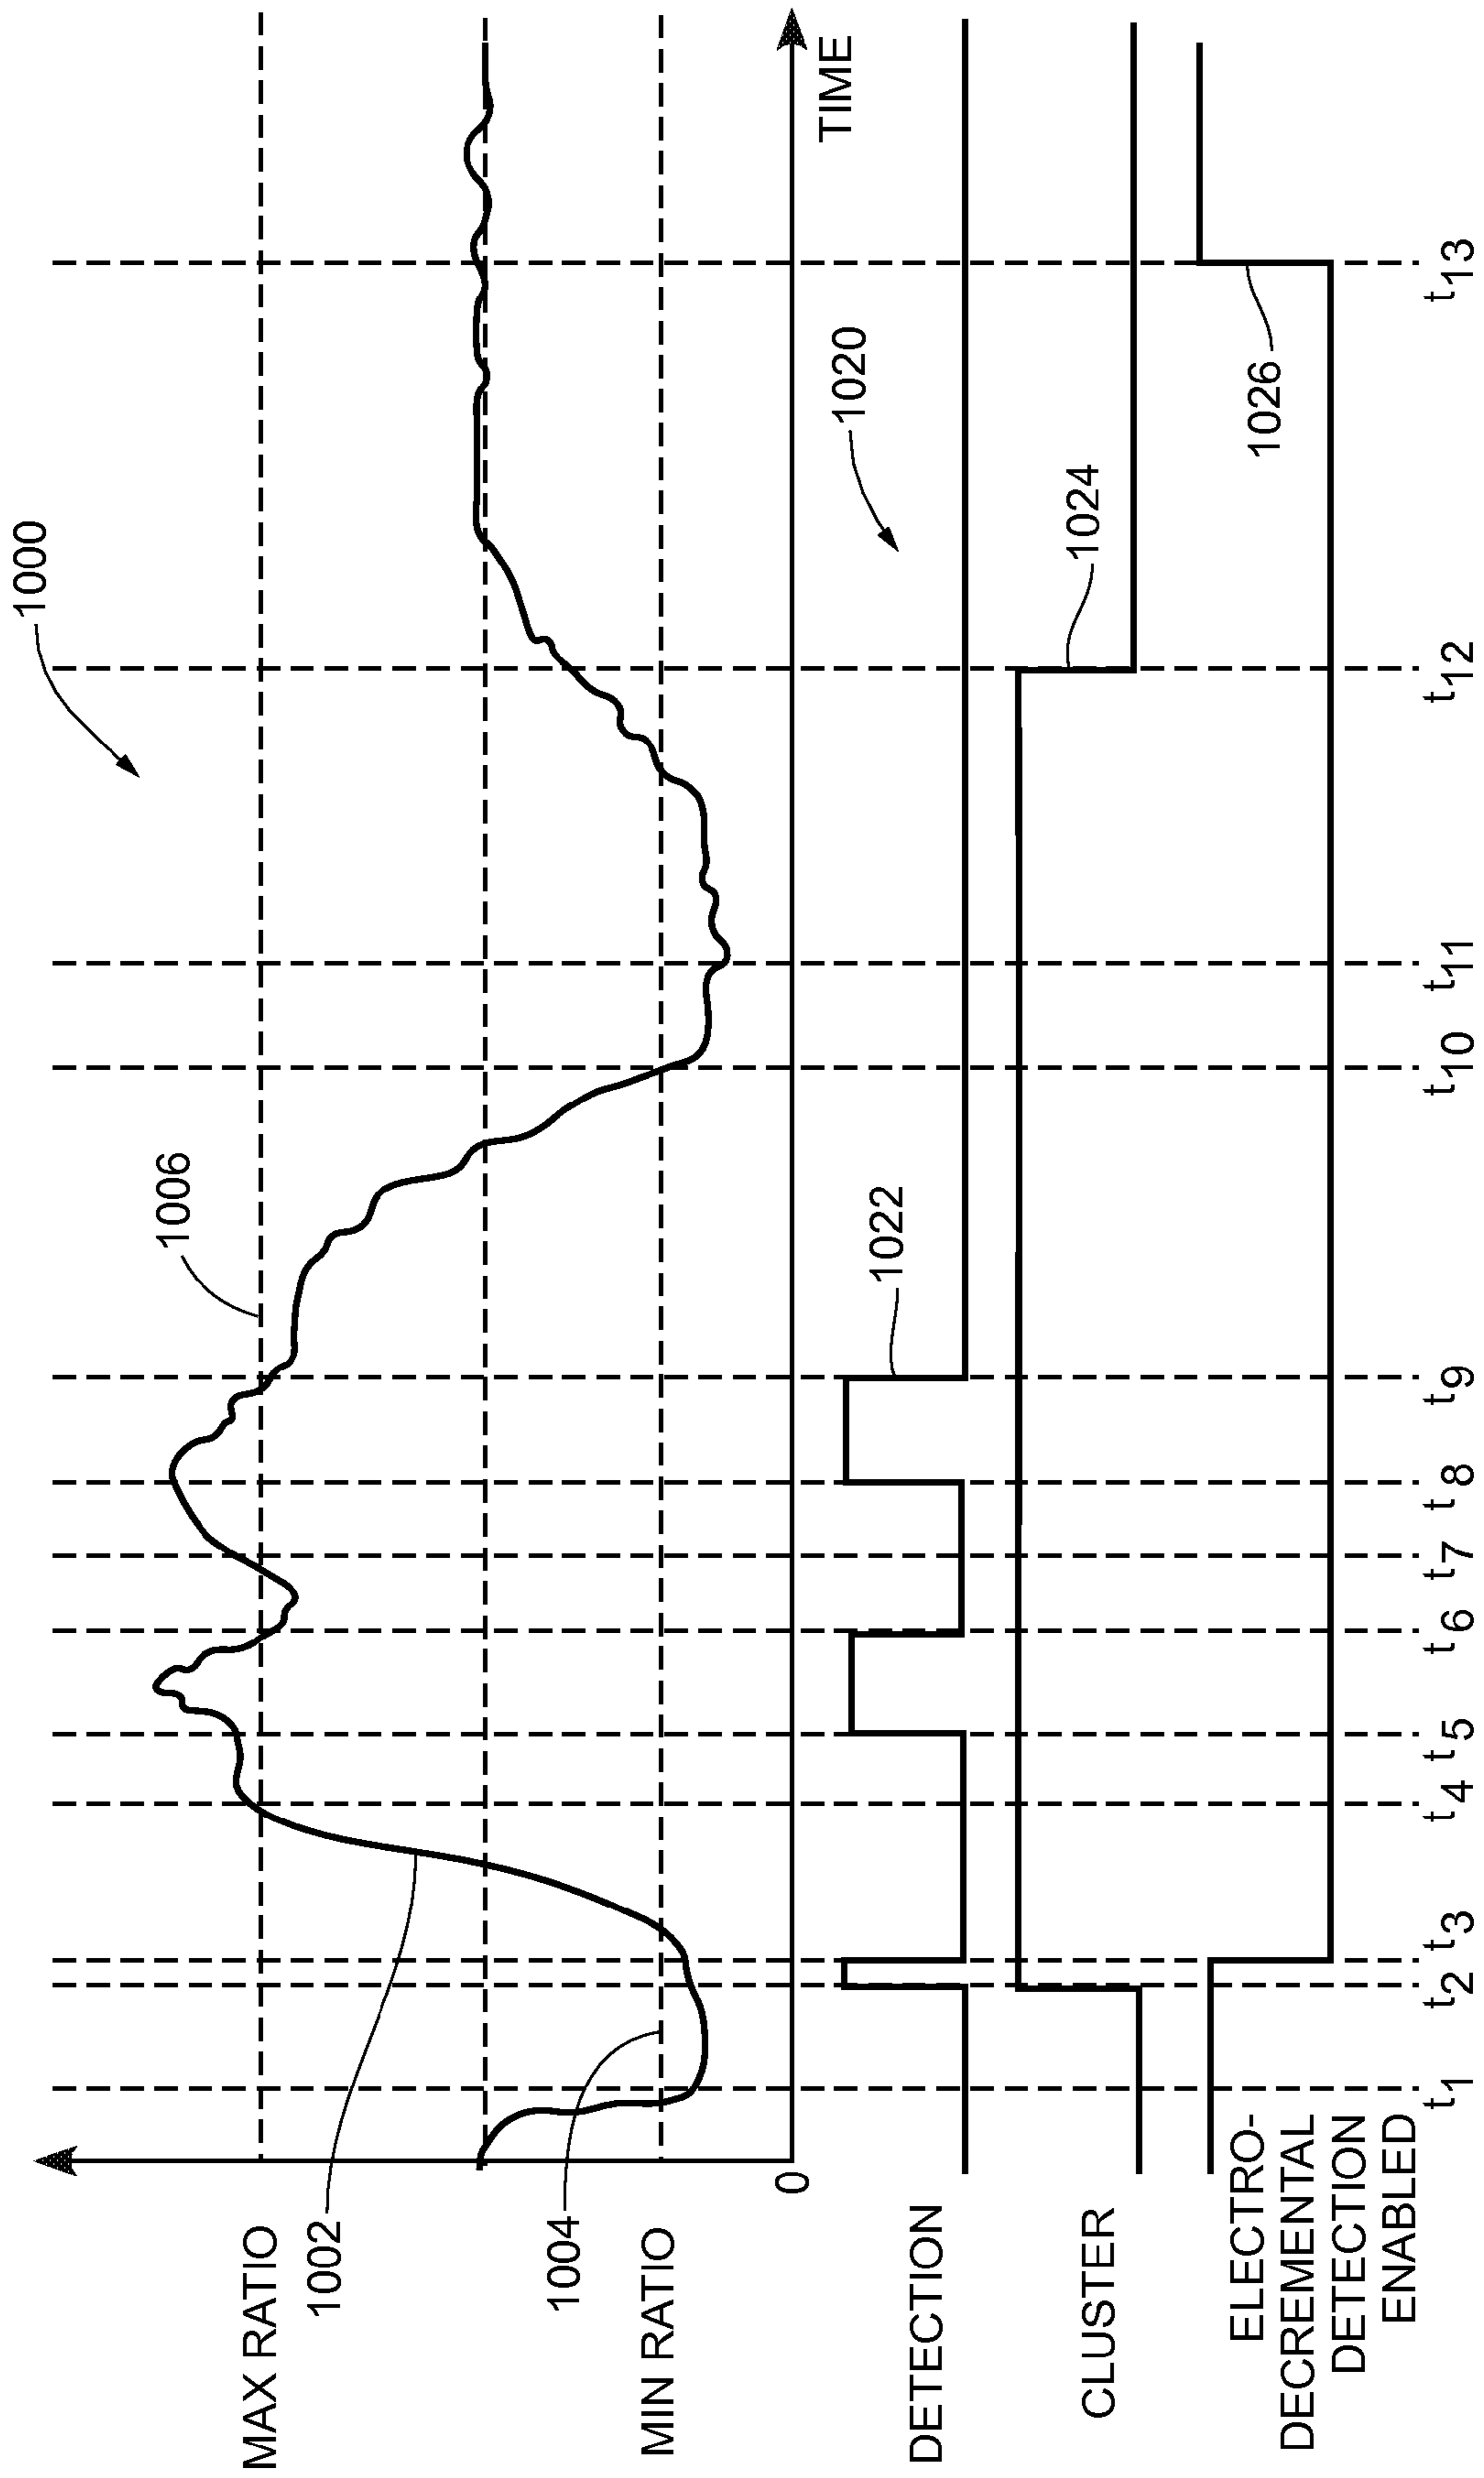 1000
MAX RATIO
1006
1002
1004
MIN RATIO
0
TIME
1020
DETECTION
1022
CLUSTER
1024
ELECTRO-
DECREMENTAL
DETECTION
ENABLED
1026
t1 t2 t3 t4 t5 t6 t7 t8 t9 t10 t11 t12 t13